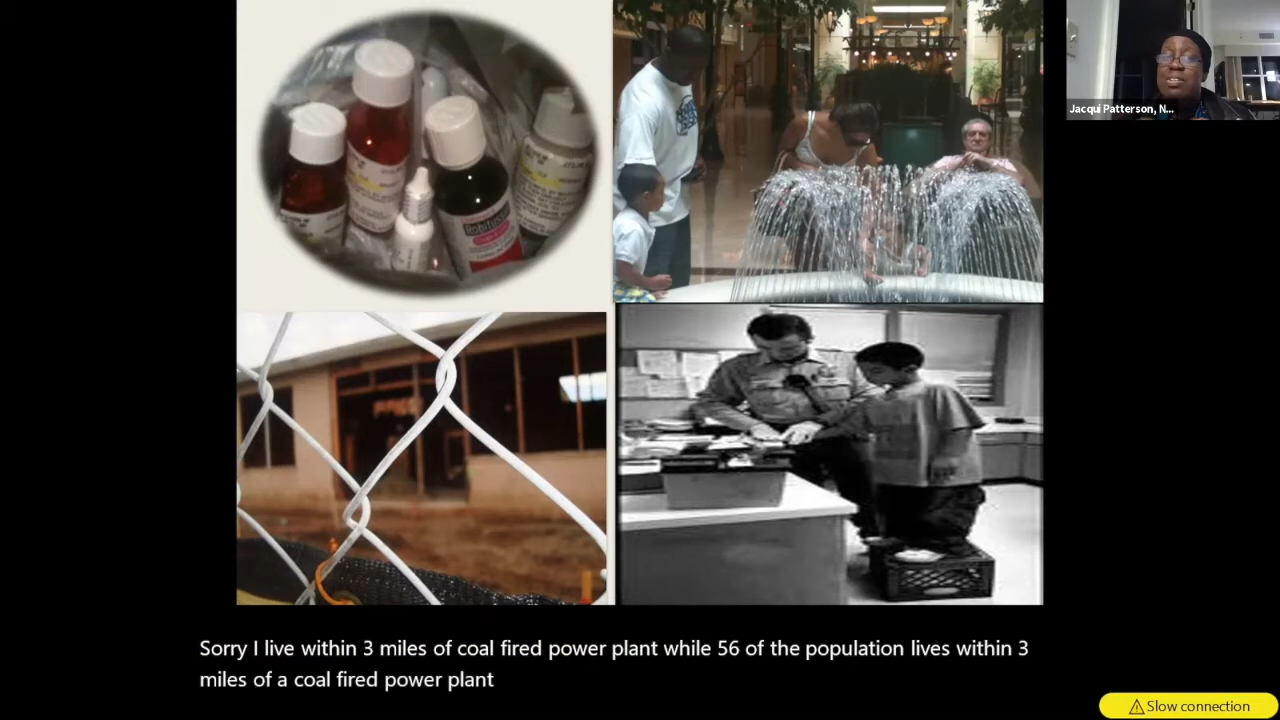 Jacqui Patterson, N...
Robitussin
Sorry I live within 3 miles of coal fired power plant while 56 of the population lives within 3
miles of a coal fired power plant
Slow connection